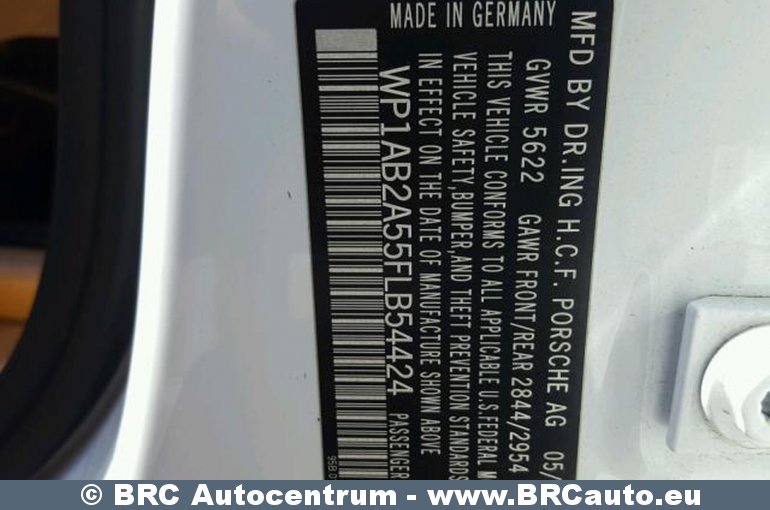 MFD BY DR.ING H.C.F. PORSCHE AG 05/
GVWR 5622 GAWR FRONT/REAR 2844/2954
THIS VEHICLE CONFORMS TO ALL APPLICABLE U.S.FEDERAL M
VEHICLE SAFETY,BUMPER,AND THEFT PREVENTION STANDARDS
IN EFFECT ON THE DATE OF MANUFACTURE SHOWN ABOVE
WP1AB2A55FLB54424 PASSENGER
95B
MADE IN GERMANY
© BRC Autocentrum - www.BRCauto.eu